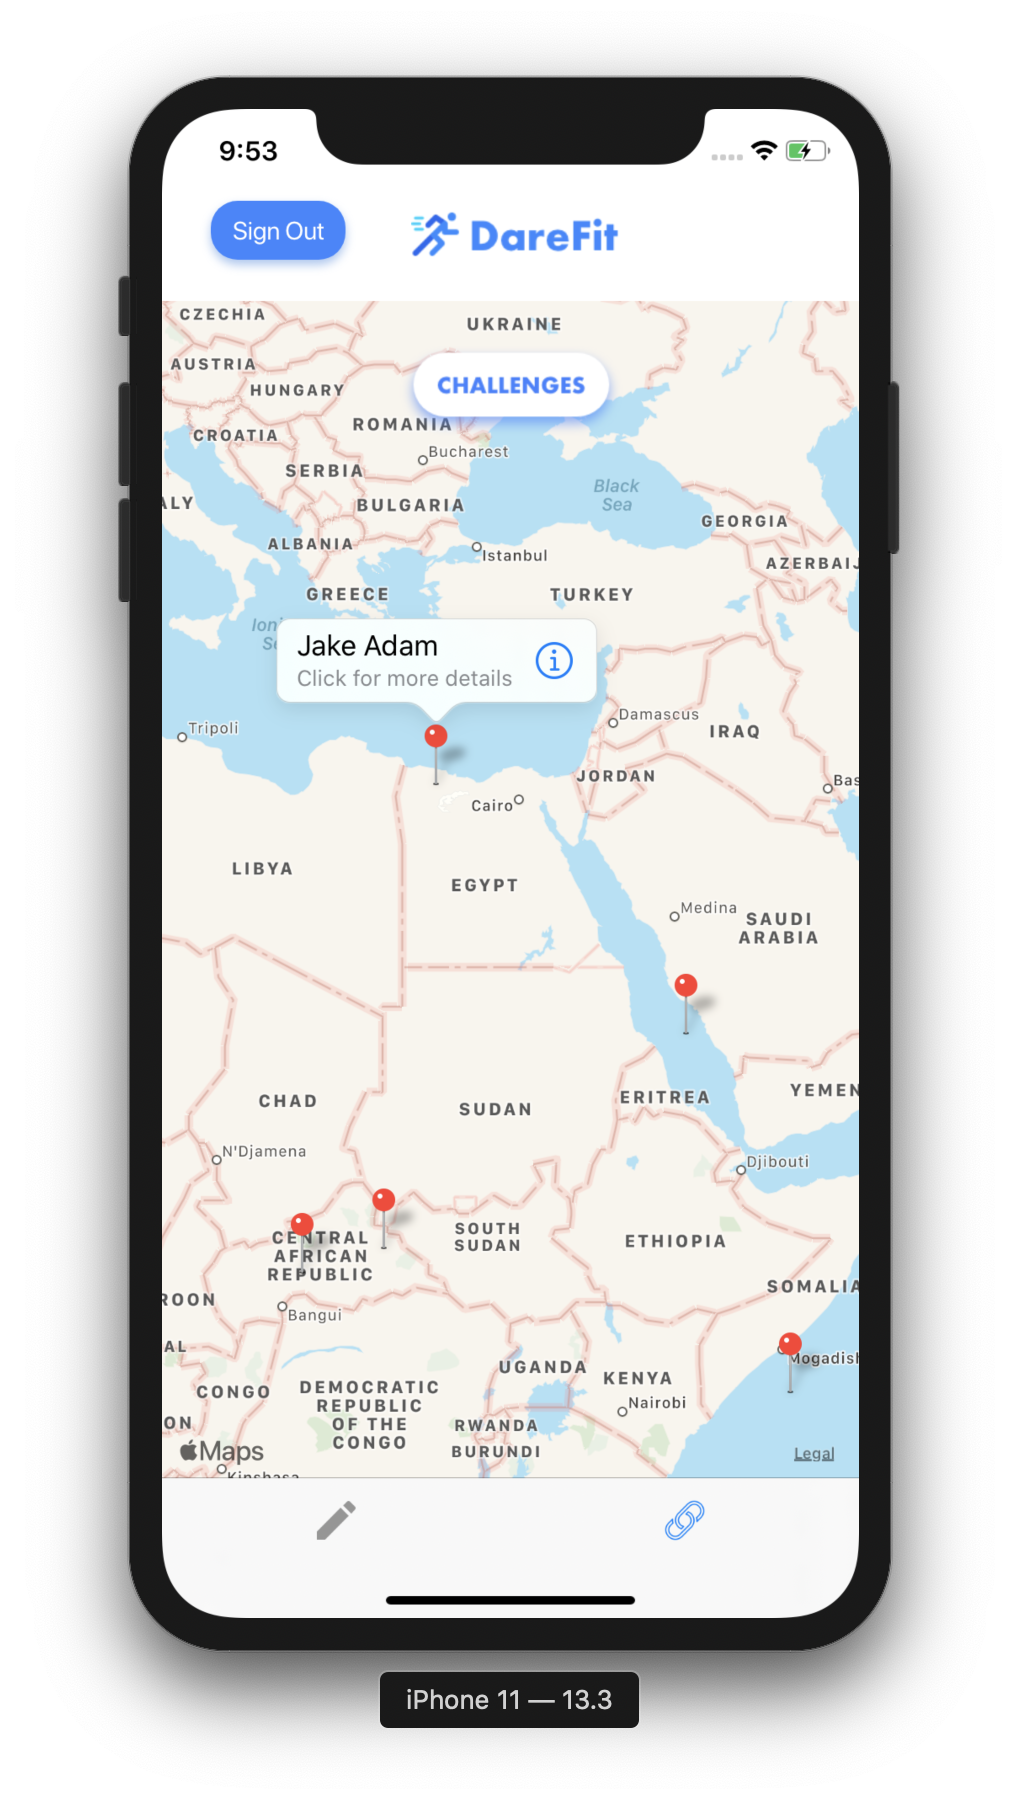 9:53
Sign Out
DareFit
CZECHIA
UKRAINE
AUSTRIA
HUNGARY
CHALLENGES
ROMANIA
CROATIA
Bucharest
SERBIA
Black
Sea
ALY
BULGARIA
GEORGIA
ALBANIA
Istanbul
AZERBAIJ
GREECE
TURKEY
Ion
Se
Jake Adam
Click for more details
Tripoli
Damascus
IRAQ
JORDAN
Bas
Cairo
LIBYA
EGYPT
Medina
SAUDI
ARABIA
CHAD
SUDAN
ERITREA
YEMEN
N'Djamena
Djibouti
CENTRAL
AFRICAN
REPUBLIC
SOUTH
SUDAN
ETHIOPIA
SOMALIA
ROON
Bangui
AL
Mogadish
UGANDA
KENYA
CONGO
DEMOCRATIC
REPUBLIC
OF THE
CONGO
Nairobi
ON
RWANDA
BURUNDI
Maps
Legal
Kinshasa
iPhone 11 — 13.3